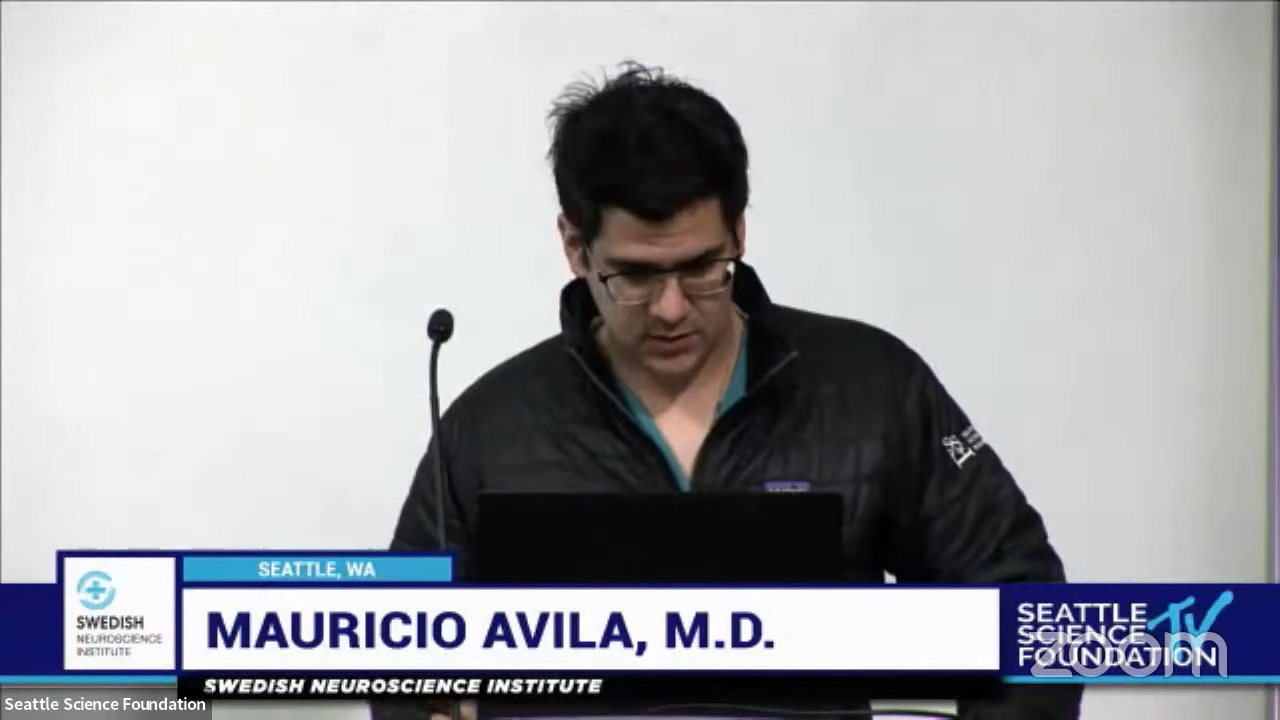 SEATTLE, WA
SWEDISH
NEUROSCIENCE
INSTITUTE
MAURICIO AVILA, M.D.
SEATTLE
SCIENCE
FOUNDATION
TV
zoom
SWEDISH NEUROSCIENCE INSTITUTE
Seattle Science Foundation